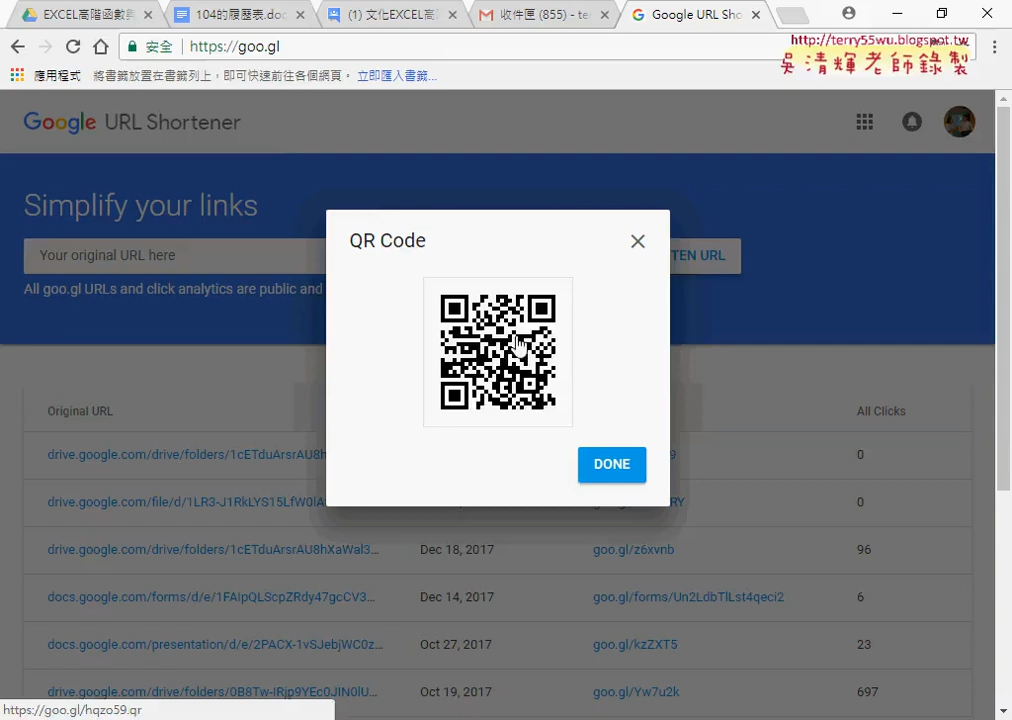 EXCEL高階函數與
104的履歷表.doc
(1) 文化EXCEL高
收件匣 (855) - te
Google URL Sho
安全 https://goo.gl
http://terry55wu.blogspot.tw
吳清輝老師錄製
應用程式 將書籤放置在書籤列上，即可快速前往各個網頁。 立即匯入書籤...
Google URL Shortener
Simplify your links
Your original URL here
TEN URL
All goo.gl URLs and click analytics are public and
QR Code
DONE
Original URL
All Clicks
drive.google.com/drive/folders/1cETduArsrAU8h
9
0
drive.google.com/file/d/1LR3-J1RkLYS15LfW0lA
RY
0
drive.google.com/drive/folders/1cETduArsrAU8hXaWal3...
Dec 18, 2017
goo.gl/z6xvnb
96
docs.google.com/forms/d/e/1FAIpQLScpZRdy47gcCV3...
Dec 14, 2017
goo.gl/forms/Un2LdbTlLst4qeci2
6
docs.google.com/presentation/d/e/2PACX-1vSJebjWC0z...
Oct 27, 2017
goo.gl/kzZXT5
23
drive.google.com/drive/folders/0B8Tw-IRjp9YEc0JIN0lU...
Oct 19, 2017
goo.gl/Yw7u2k
697
https://goo.gl/hqzo59.qr